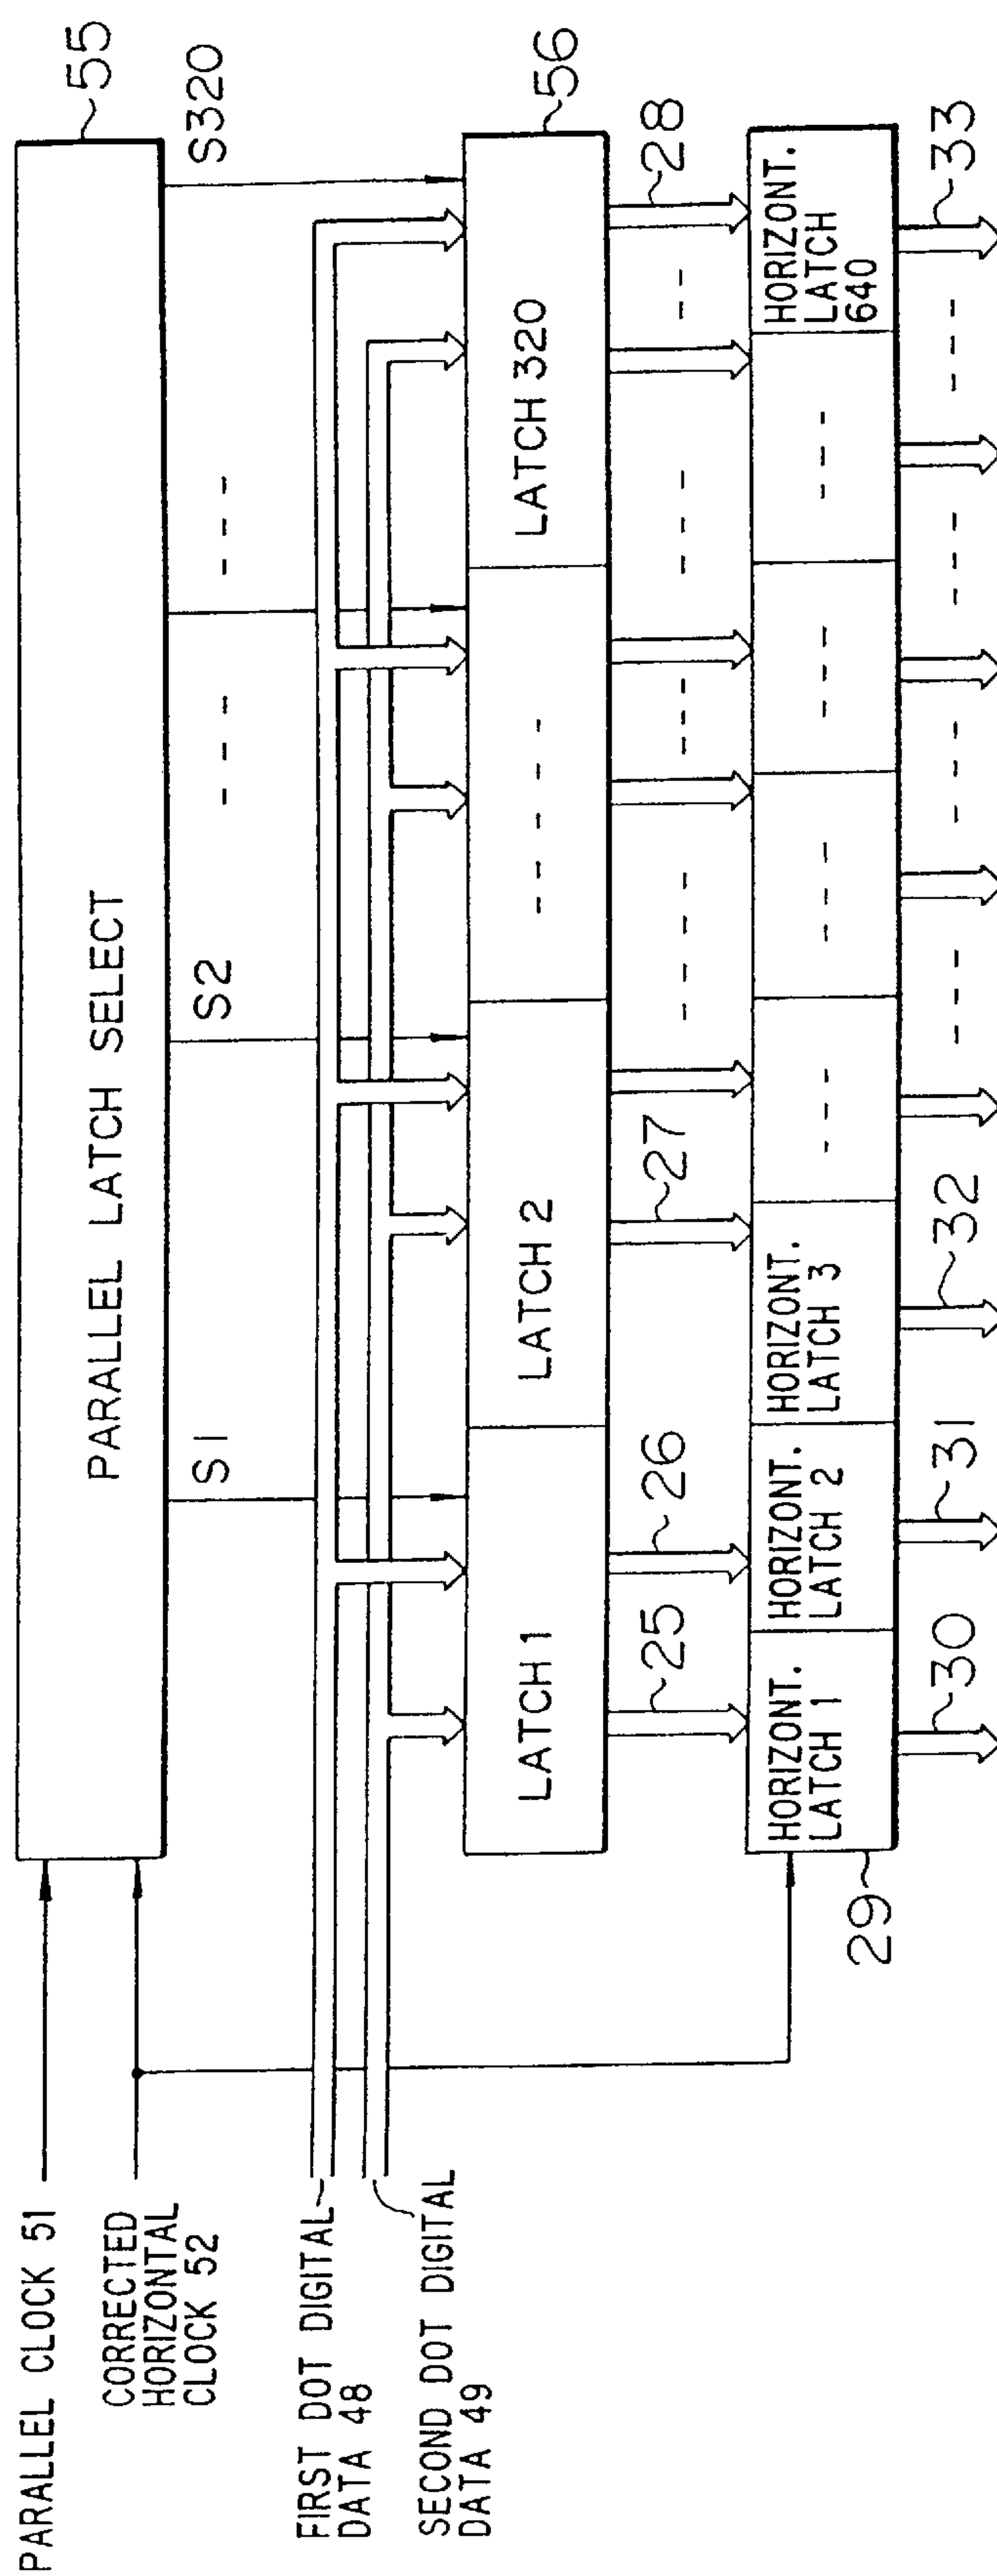 PARALLEL CLOCK 51
CORRECTED
HORIZONTAL
CLOCK 52
FIRST DOT DIGITAL
DATA 48
SECOND DOT DIGITAL
DATA 49
PARALLEL LATCH SELECT
55
S1
S2
S320
LATCH 1
LATCH 2
LATCH 320
56
25
26
27
28
HORIZONT.
LATCH 1
HORIZONT.
LATCH 2
HORIZONT.
LATCH 3
HORIZONT.
LATCH
640
29
30
31
32
33